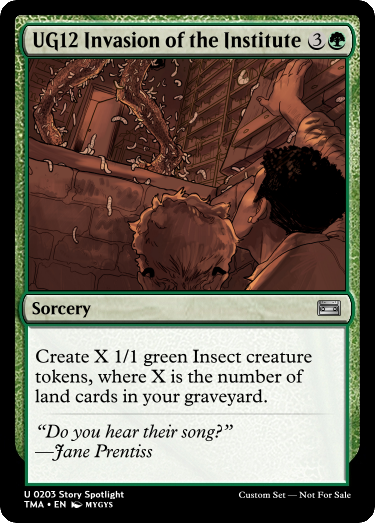 UG12 Invasion of the Institute 3
Sorcery
Create X 1/1 green Insect creature
tokens, where X is the number of
land cards in your graveyard.
“Do you hear their song?”
—Jane Prentiss
U 0203 Story Spotlight
TMA • EN MYGYS
Custom Set — Not For Sale